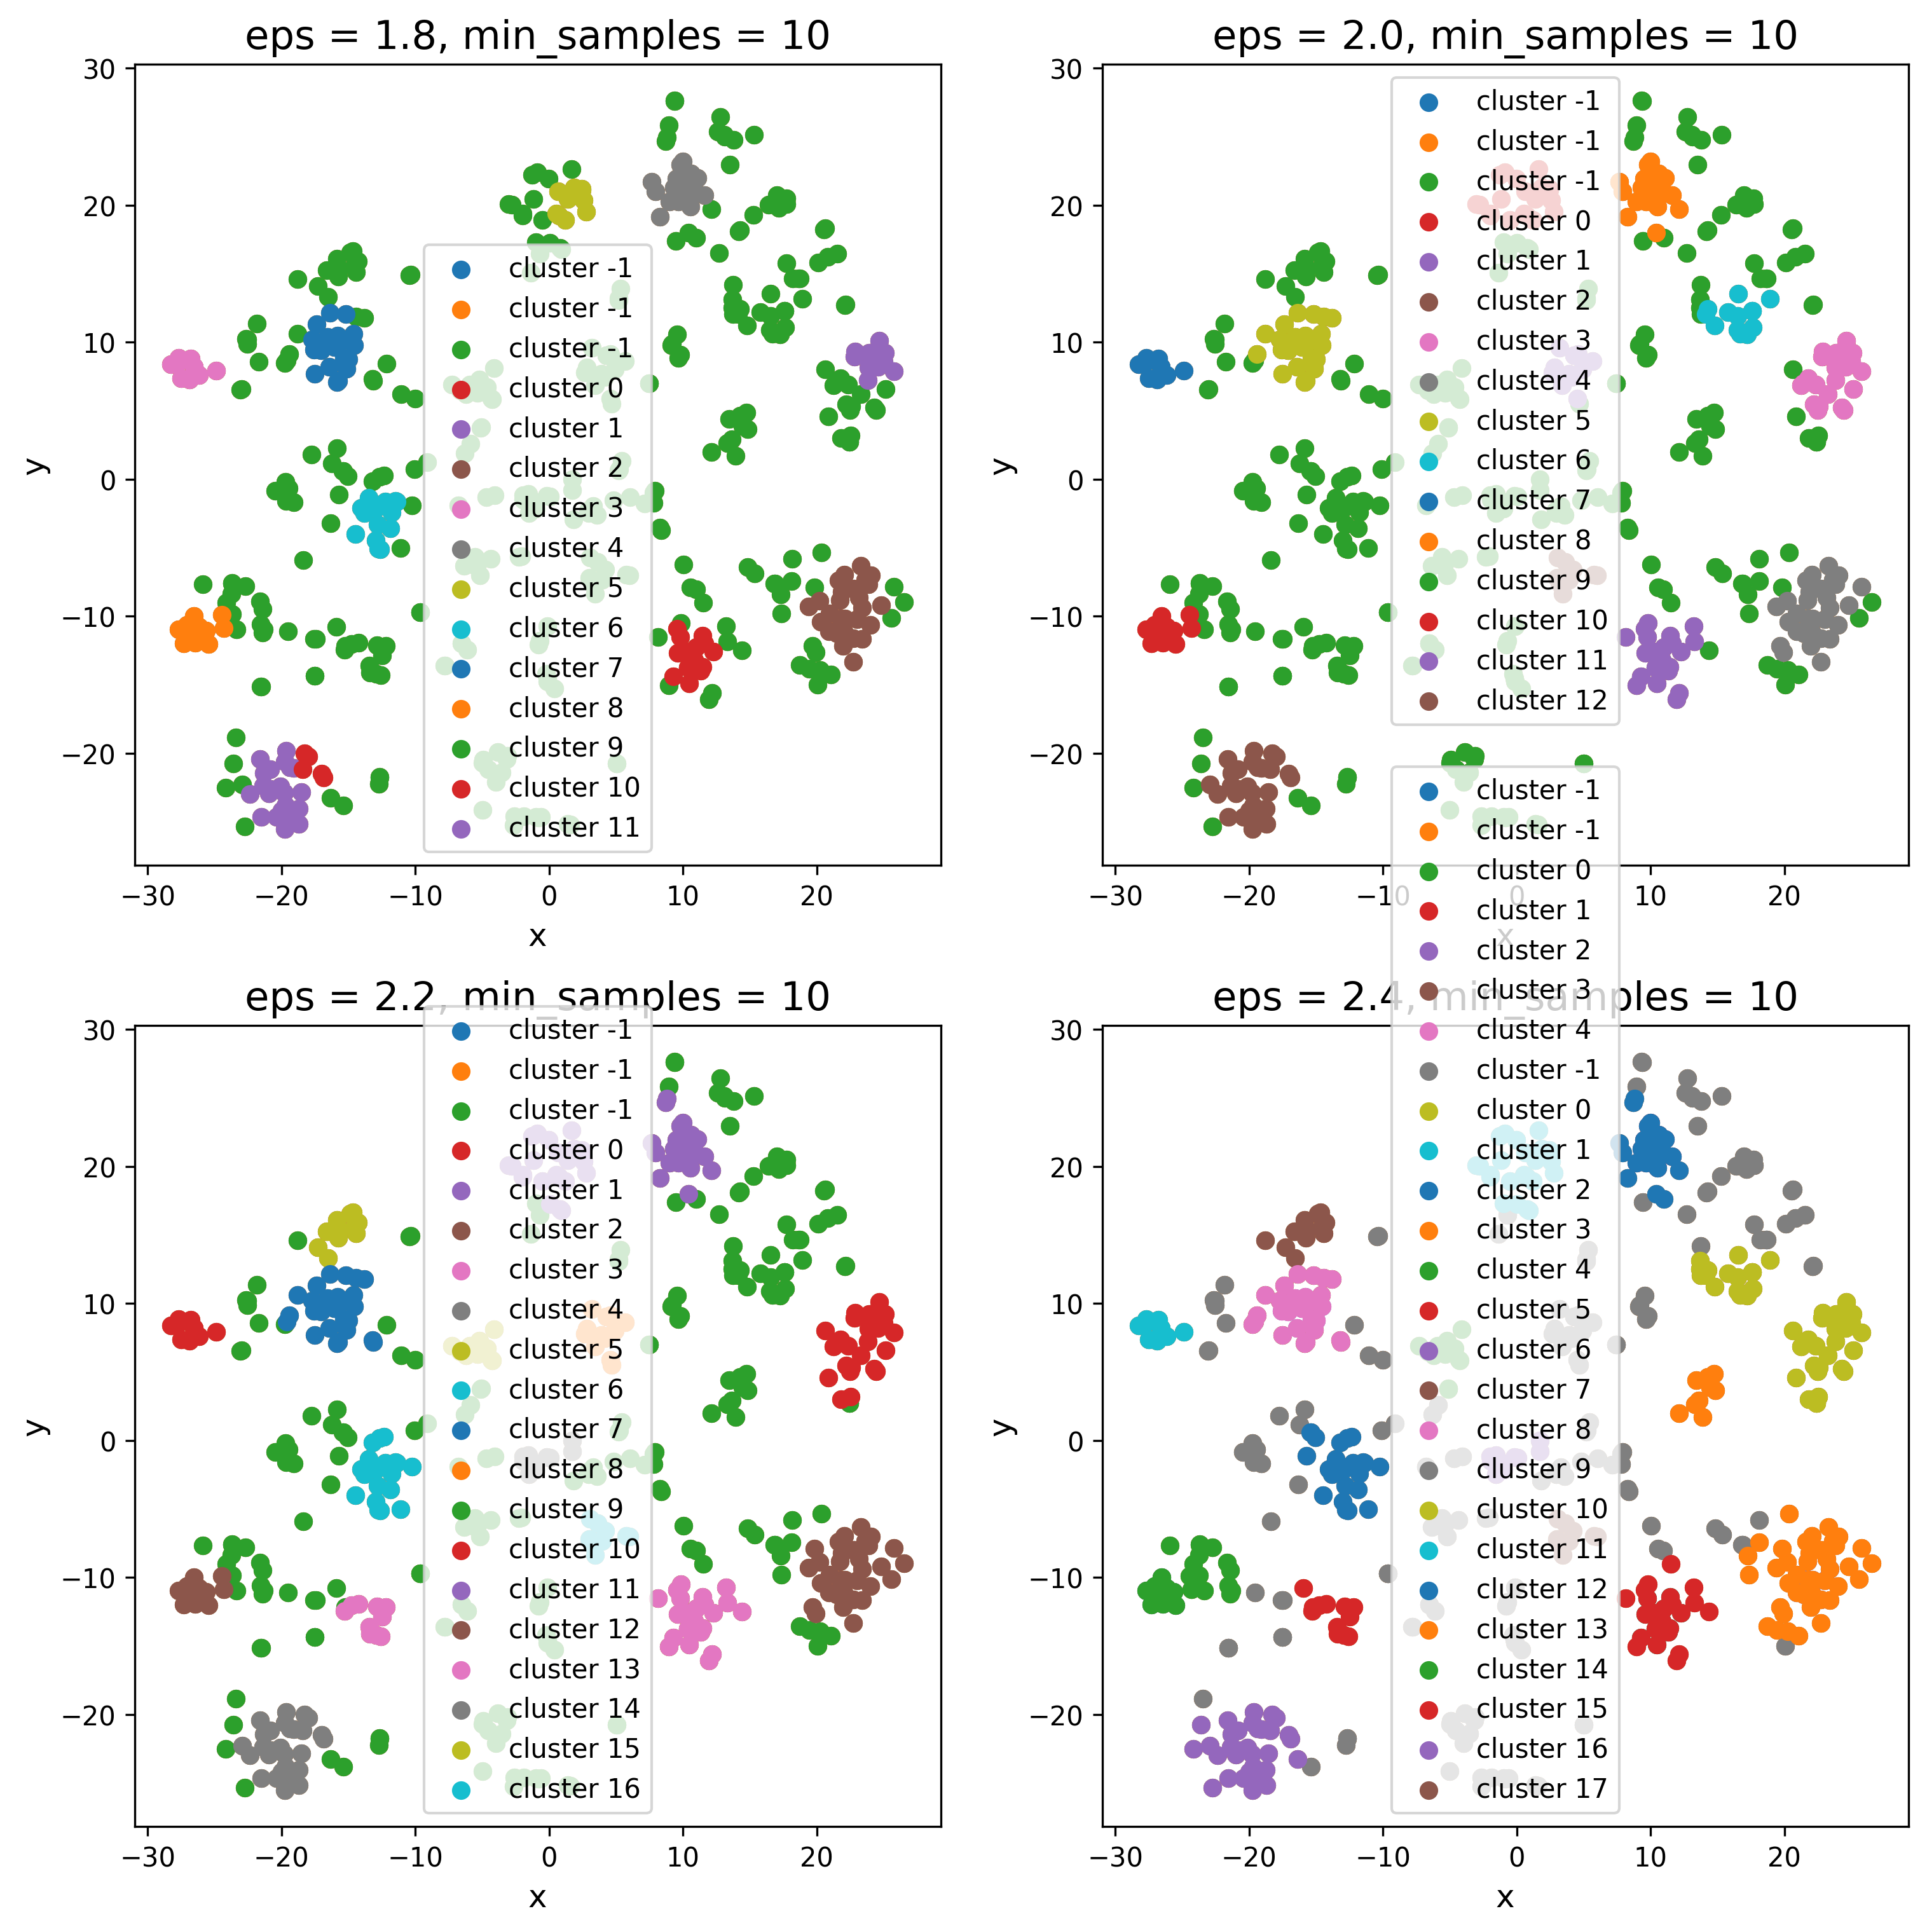 eps = 1.8, min_samples = 10
30
20
10
0
−10
−20
y
cluster -1
cluster -1
cluster -1
cluster 0
cluster 1
cluster 2
cluster 3
cluster 4
cluster 5
cluster 6
cluster 7
cluster 8
cluster 9
cluster 10
cluster 11
−30 −20 −10 0 10 20
x
eps = 2.0, min_samples = 10
30
20
10
0
−10
−20
y
cluster -1
cluster -1
cluster -1
cluster 0
cluster 1
cluster 2
cluster 3
cluster 4
cluster 5
cluster 6
cluster 7
cluster 8
cluster 9
cluster 10
cluster 11
cluster 12
−30 −20 −10 0 10 20
x
eps = 2.2, min_samples = 10
30
20
10
0
−10
−20
y
cluster -1
cluster -1
cluster -1
cluster 0
cluster 1
cluster 2
cluster 3
cluster 4
cluster 5
cluster 6
cluster 7
cluster 8
cluster 9
cluster 10
cluster 11
cluster 12
cluster 13
cluster 14
cluster 15
cluster 16
−30 −20 −10 0 10 20
x
eps = 2.4, min_samples = 10
30
20
10
0
−10
−20
y
cluster -1
cluster -1
cluster 0
cluster 1
cluster 2
cluster 3
cluster 4
cluster -1
cluster 0
cluster 1
cluster 2
cluster 3
cluster 4
cluster 5
cluster 6
cluster 7
cluster 8
cluster 9
cluster 10
cluster 11
cluster 12
cluster 13
cluster 14
cluster 15
cluster 16
cluster 17
−30 −20 −10 0 10 20
x